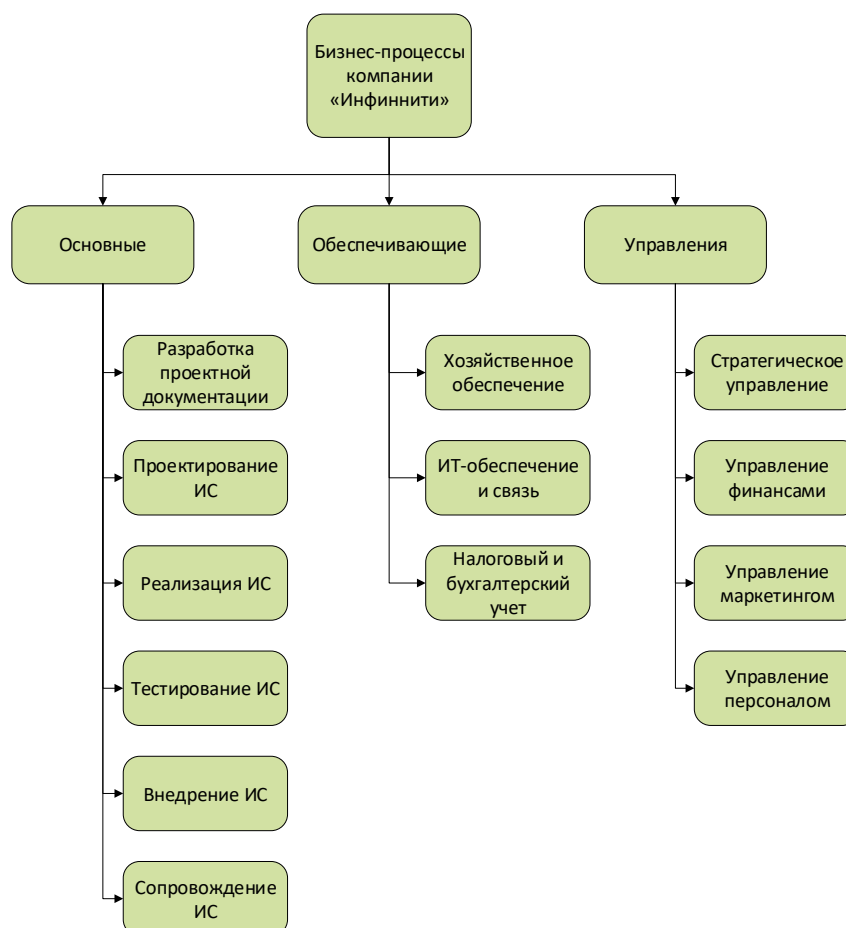 Бизнес-процессы
компании
«Инфиннити»
Основные
Обеспечивающие
Управления
Разработка
проектной
документации
Хозяйственное
обеспечение
Стратегическое
управление
Проектирование
ИС
ИТ-обеспечение
и связь
Управление
финансами
Реализация ИС
Налоговый и
бухгалтерский
учет
Управление
маркетингом
Тестирование ИС
Управление
персоналом
Внедрение ИС
Сопровождение
ИС